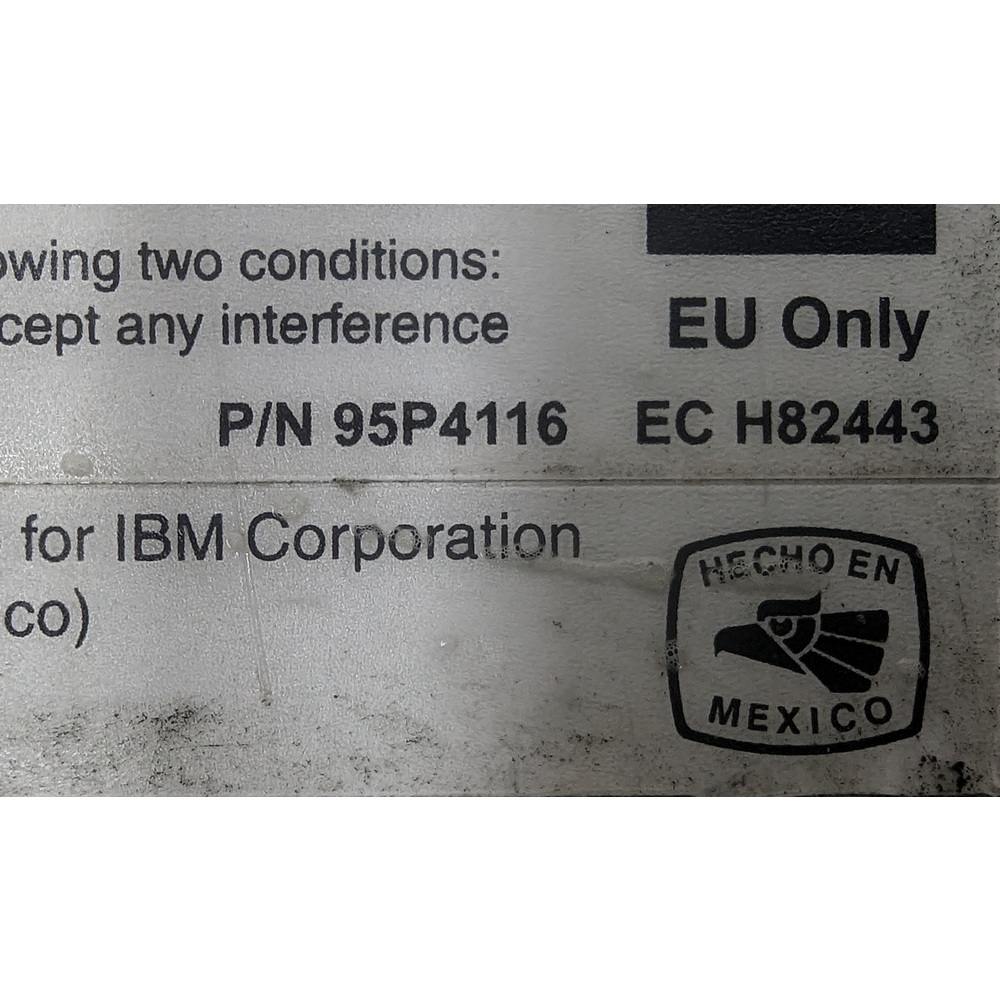 owing two conditions:
cept any interference
EU Only
P/N 95P4116 EC H82443
for IBM Corporation
co)
HECHO EN
MEXICO